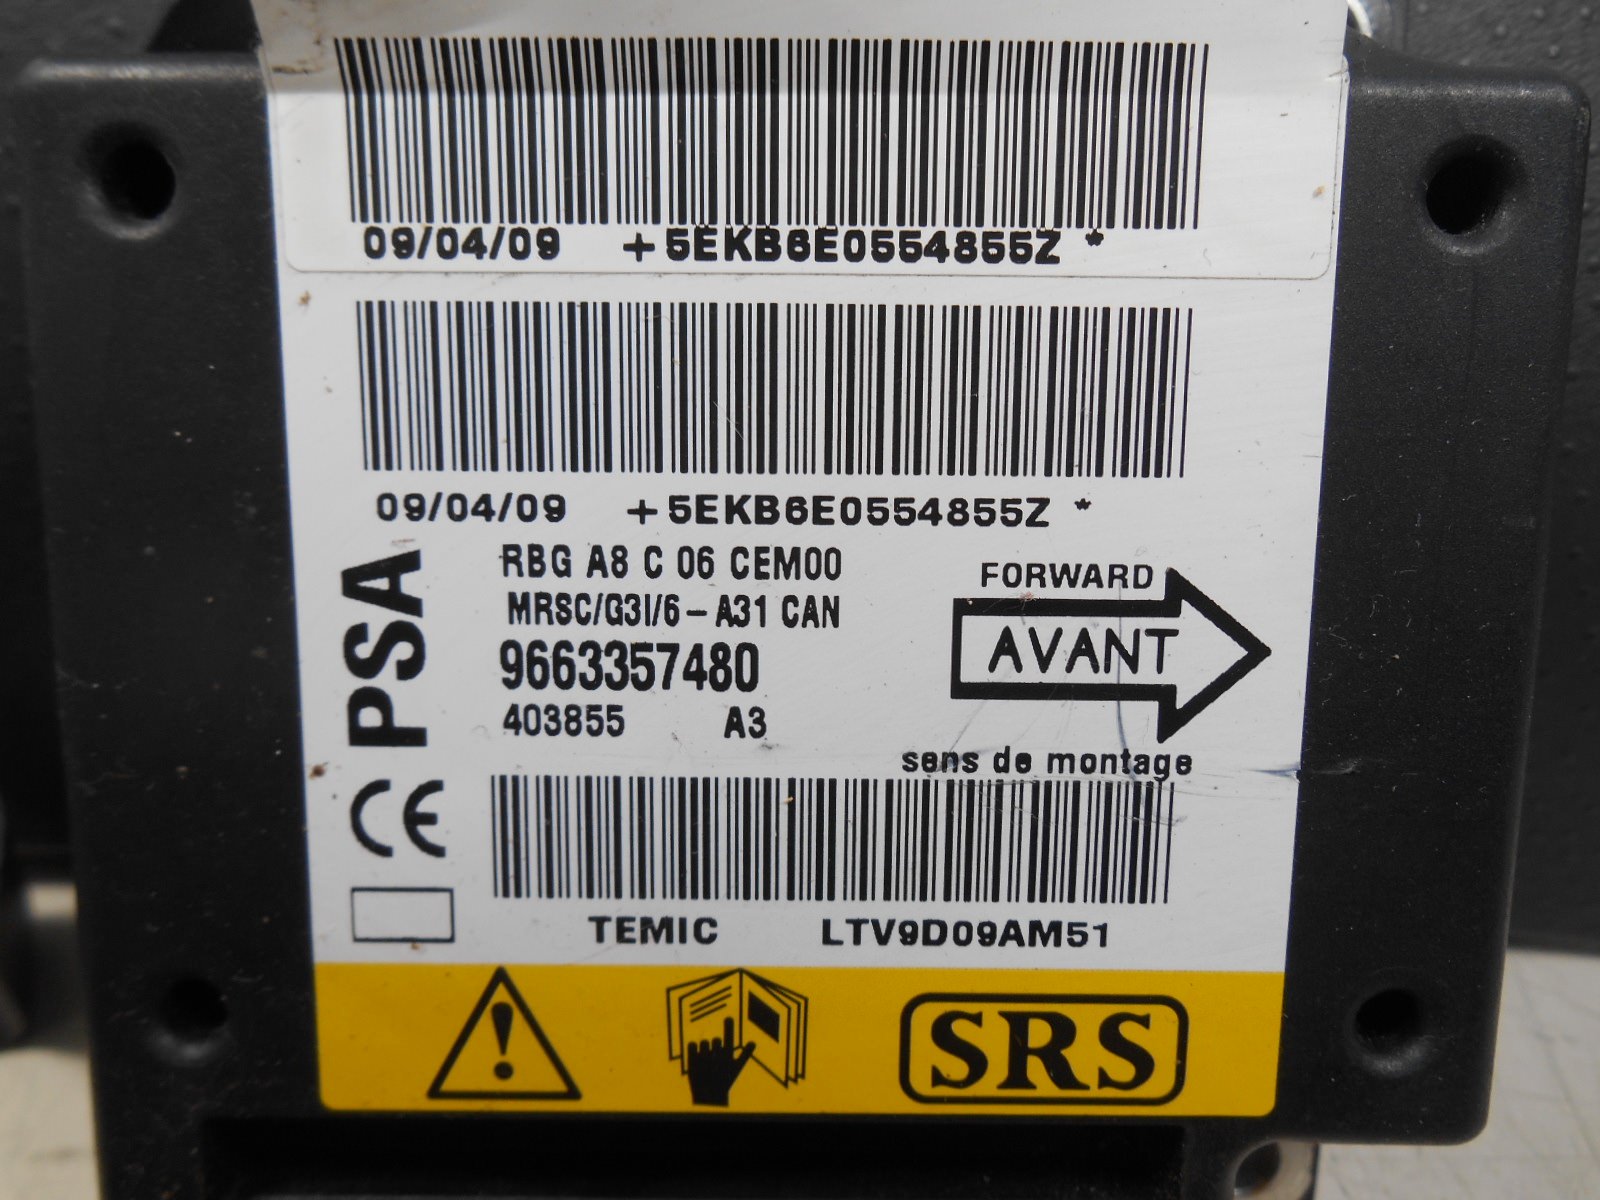 09/04/09 +5EKB6E0554855Z *
09/04/09 +5EKB6E0554855Z *
PSA
CE
RBG A8 C 06 CEM00
MRSC/G3I/6-A31 CAN
9663357480
403855 A3
FORWARD
AVANT
sens de montage
TEMIC LTV9D09AM51
SRS